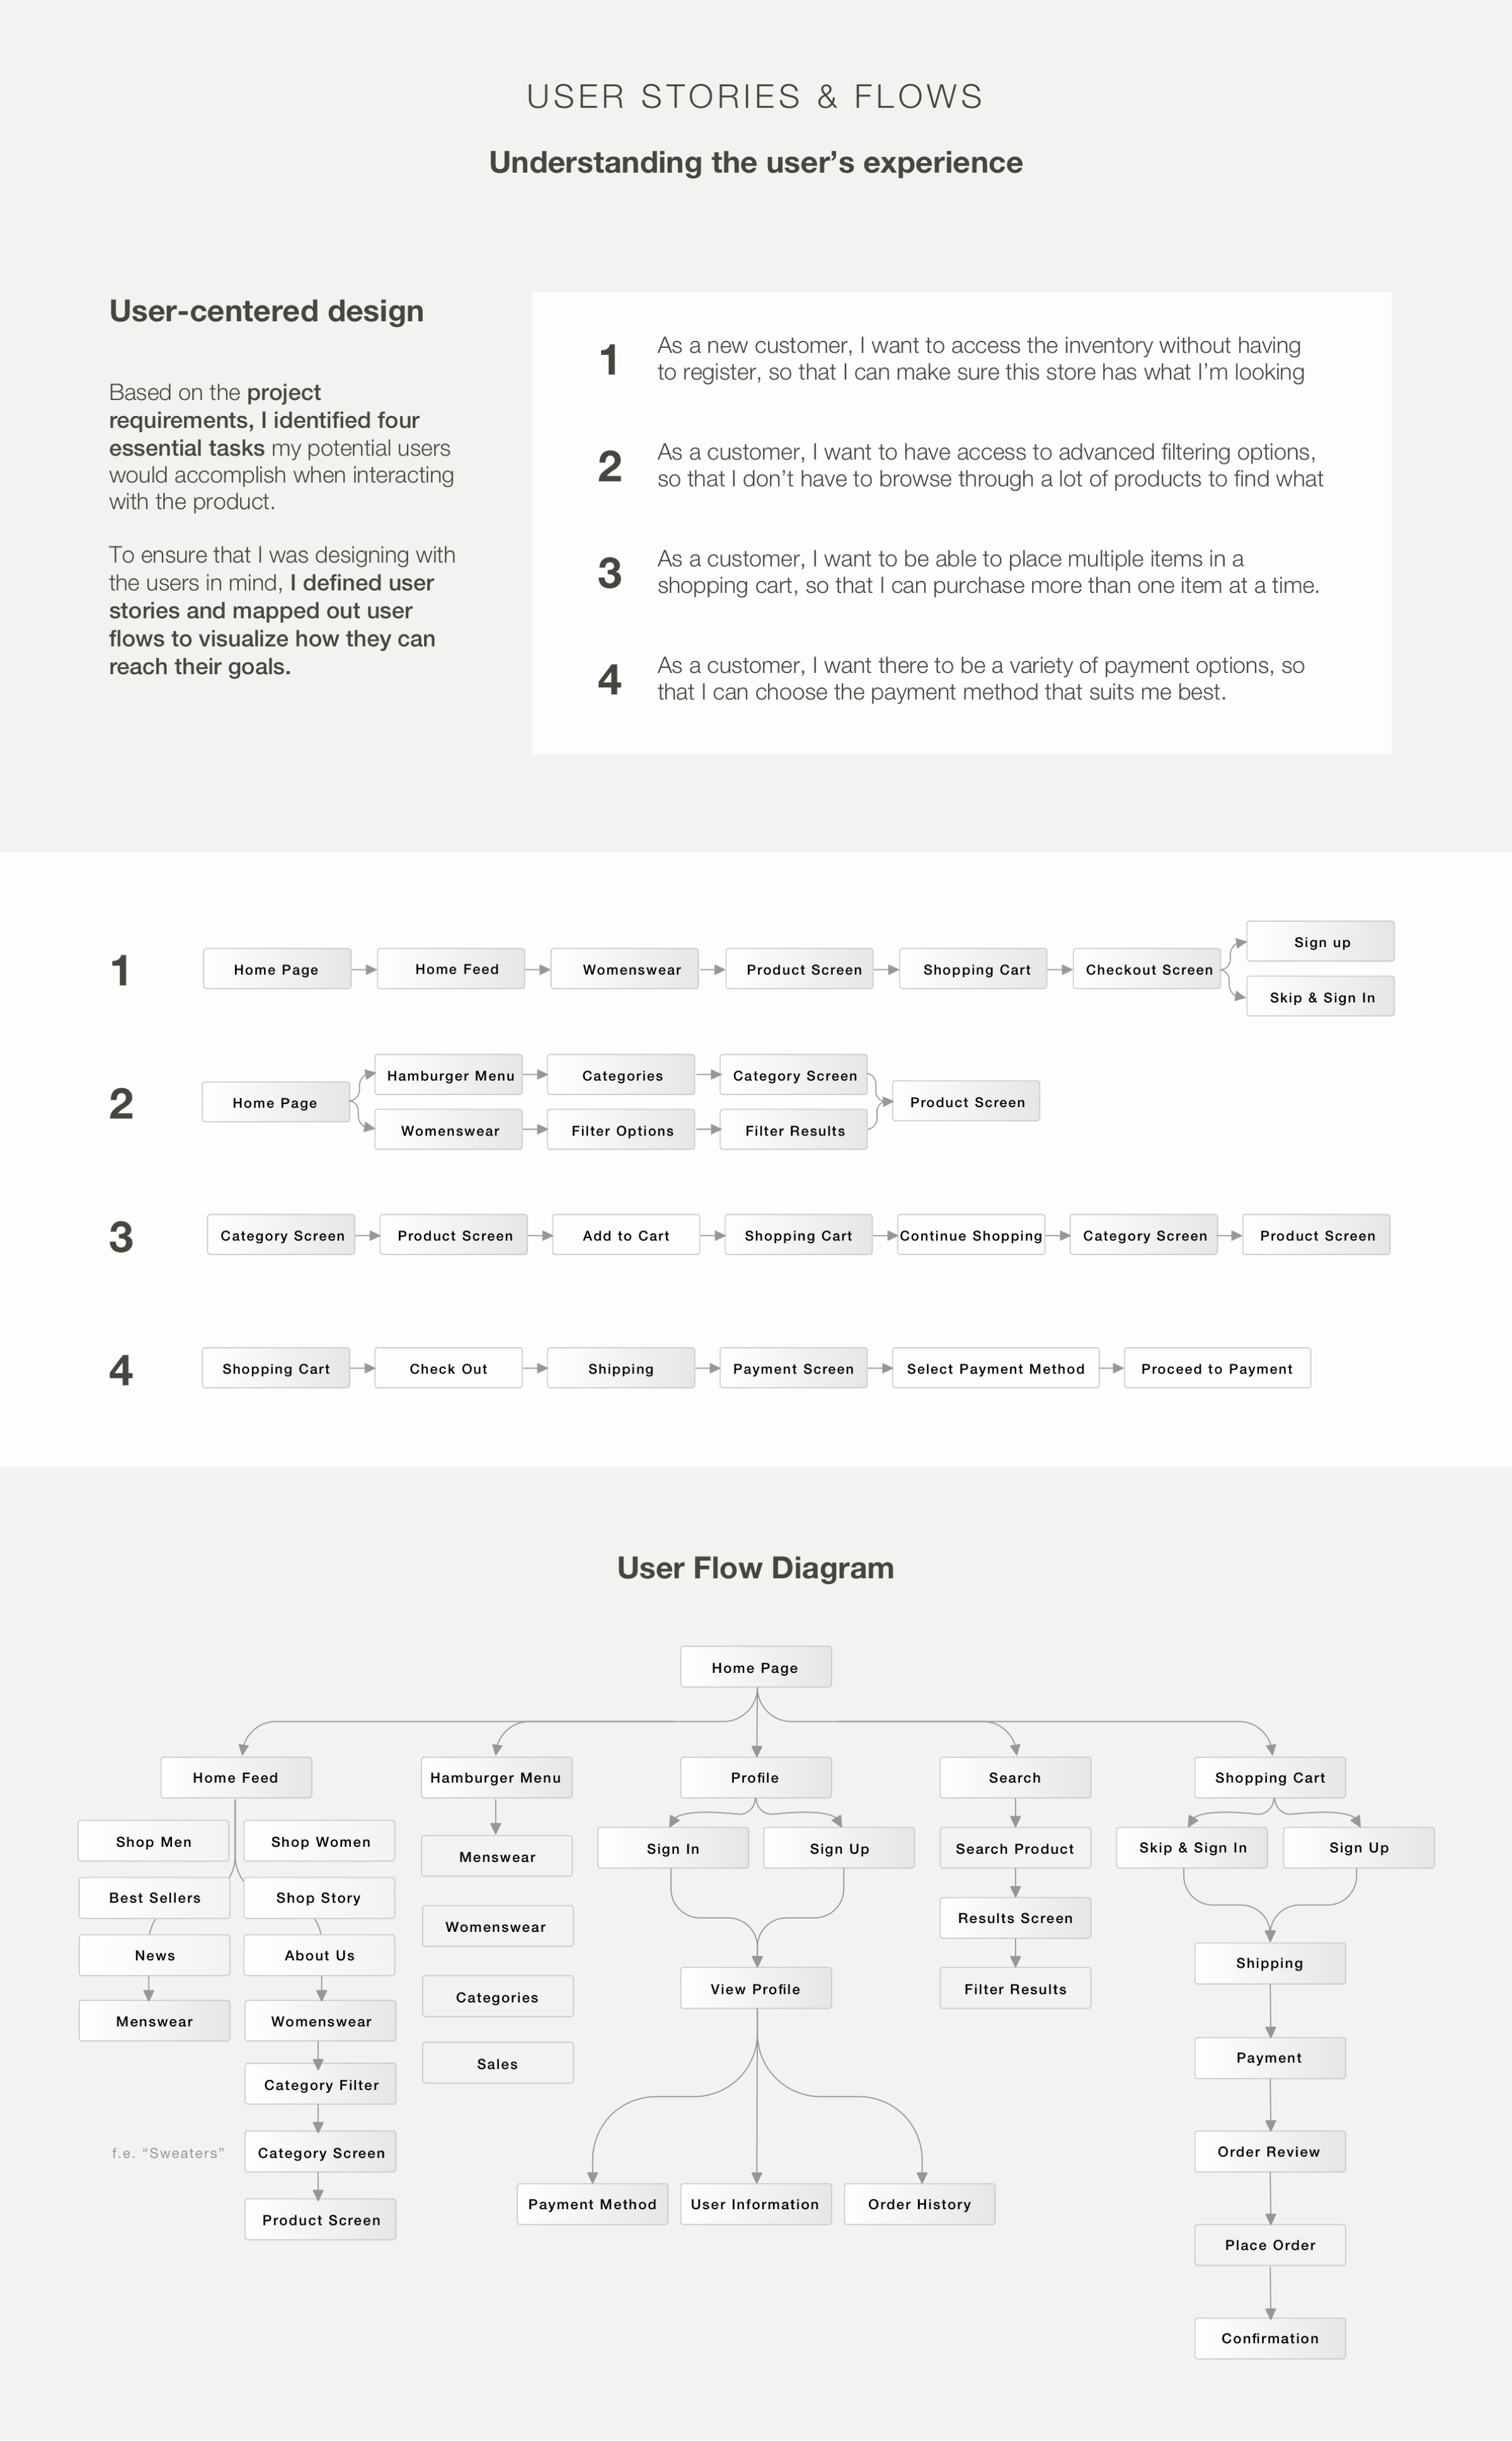 USER STORIES & FLOWS
Understanding the user’s experience
User-centered design
Based on the project
requirements, I identified four
essential tasks my potential users
would accomplish when interacting
with the product.
To ensure that I was designing with
the users in mind, I defined user
stories and mapped out user
flows to visualize how they can
reach their goals.
1
As a new customer, I want to access the inventory without having
to register, so that I can make sure this store has what I’m looking
2
As a customer, I want to have access to advanced filtering options,
so that I don’t have to browse through a lot of products to find what
3
As a customer, I want to be able to place multiple items in a
shopping cart, so that I can purchase more than one item at a time.
4
As a customer, I want there to be a variety of payment options, so
that I can choose the payment method that suits me best.
1
Home Page
Home Feed
Womenswear
Product Screen
Shopping Cart
Checkout Screen
Sign up
Skip & Sign In
2
Home Page
Hamburger Menu
Categories
Category Screen
Womenswear
Filter Options
Filter Results
Product Screen
3
Category Screen
Product Screen
Add to Cart
Shopping Cart
Continue Shopping
Category Screen
Product Screen
4
Shopping Cart
Check Out
Shipping
Payment Screen
Select Payment Method
Proceed to Payment
User Flow Diagram
Home Page
Home Feed
Shop Men
Shop Women
Best Sellers
Shop Story
News
About Us
Menswear
Womenswear
Category Filter
f.e. “Sweaters”
Category Screen
Product Screen
Hamburger Menu
Menswear
Womenswear
Categories
Sales
Profile
Sign In
Sign Up
View Profile
Payment Method
User Information
Order History
Search
Search Product
Results Screen
Filter Results
Shopping Cart
Skip & Sign In
Sign Up
Shipping
Payment
Order Review
Place Order
Confirmation